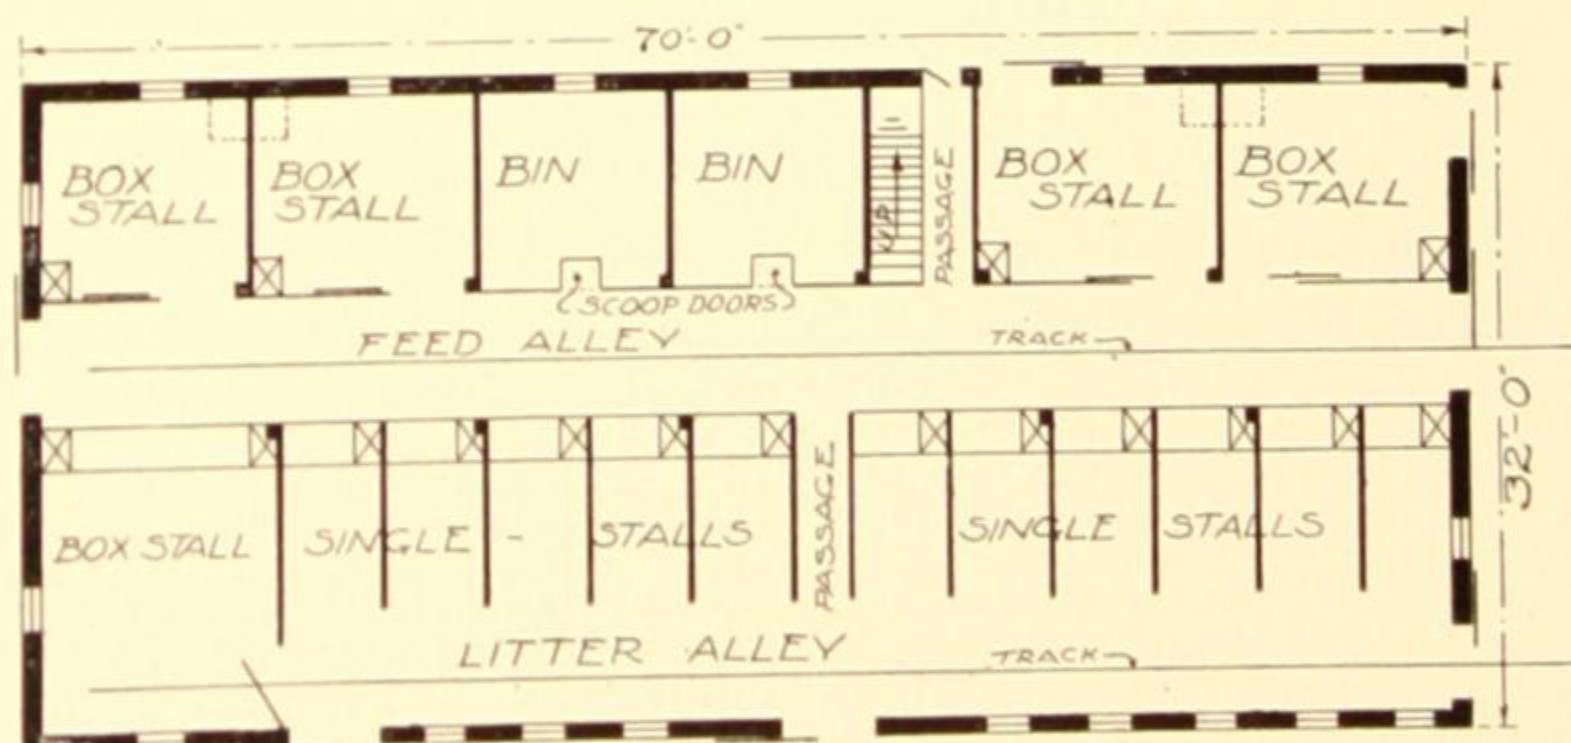 70'-0"
BOX
STALL
BOX
STALL
BIN
BIN
UP
PASSAGE
BOX
STALL
BOX
STALL
SCOOP DOORS
FEED ALLEY
TRACK
32'-0"
BOX STALL
SINGLE - STALLS
PASSAGE
SINGLE STALLS
LITTER ALLEY
TRACK